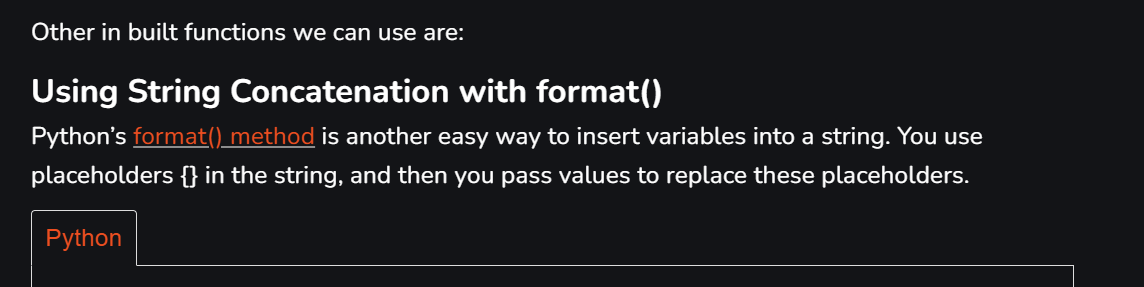 Other in built functions we can use are:
Using String Concatenation with format()
Python’s format() method is another easy way to insert variables into a string. You use
placeholders {} in the string, and then you pass values to replace these placeholders.
Python